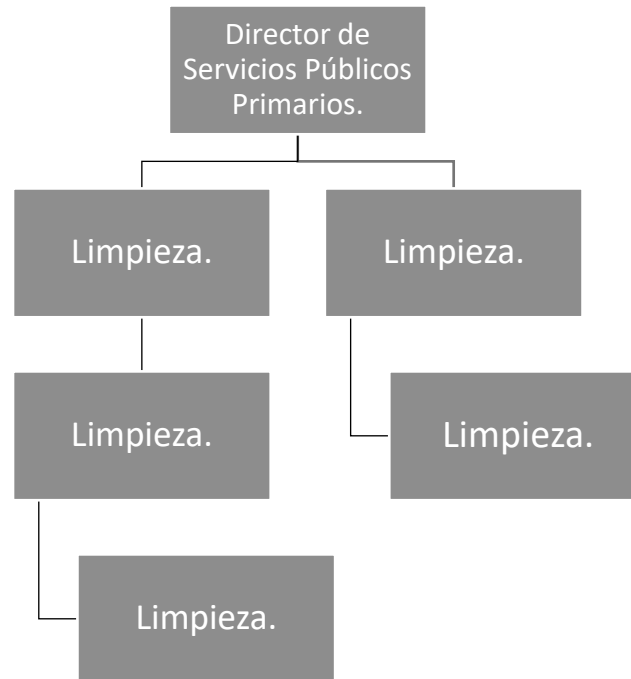 Director de
Servicios Públicos
Primarios.
Limpieza.
Limpieza.
Limpieza.
Limpieza.
Limpieza.